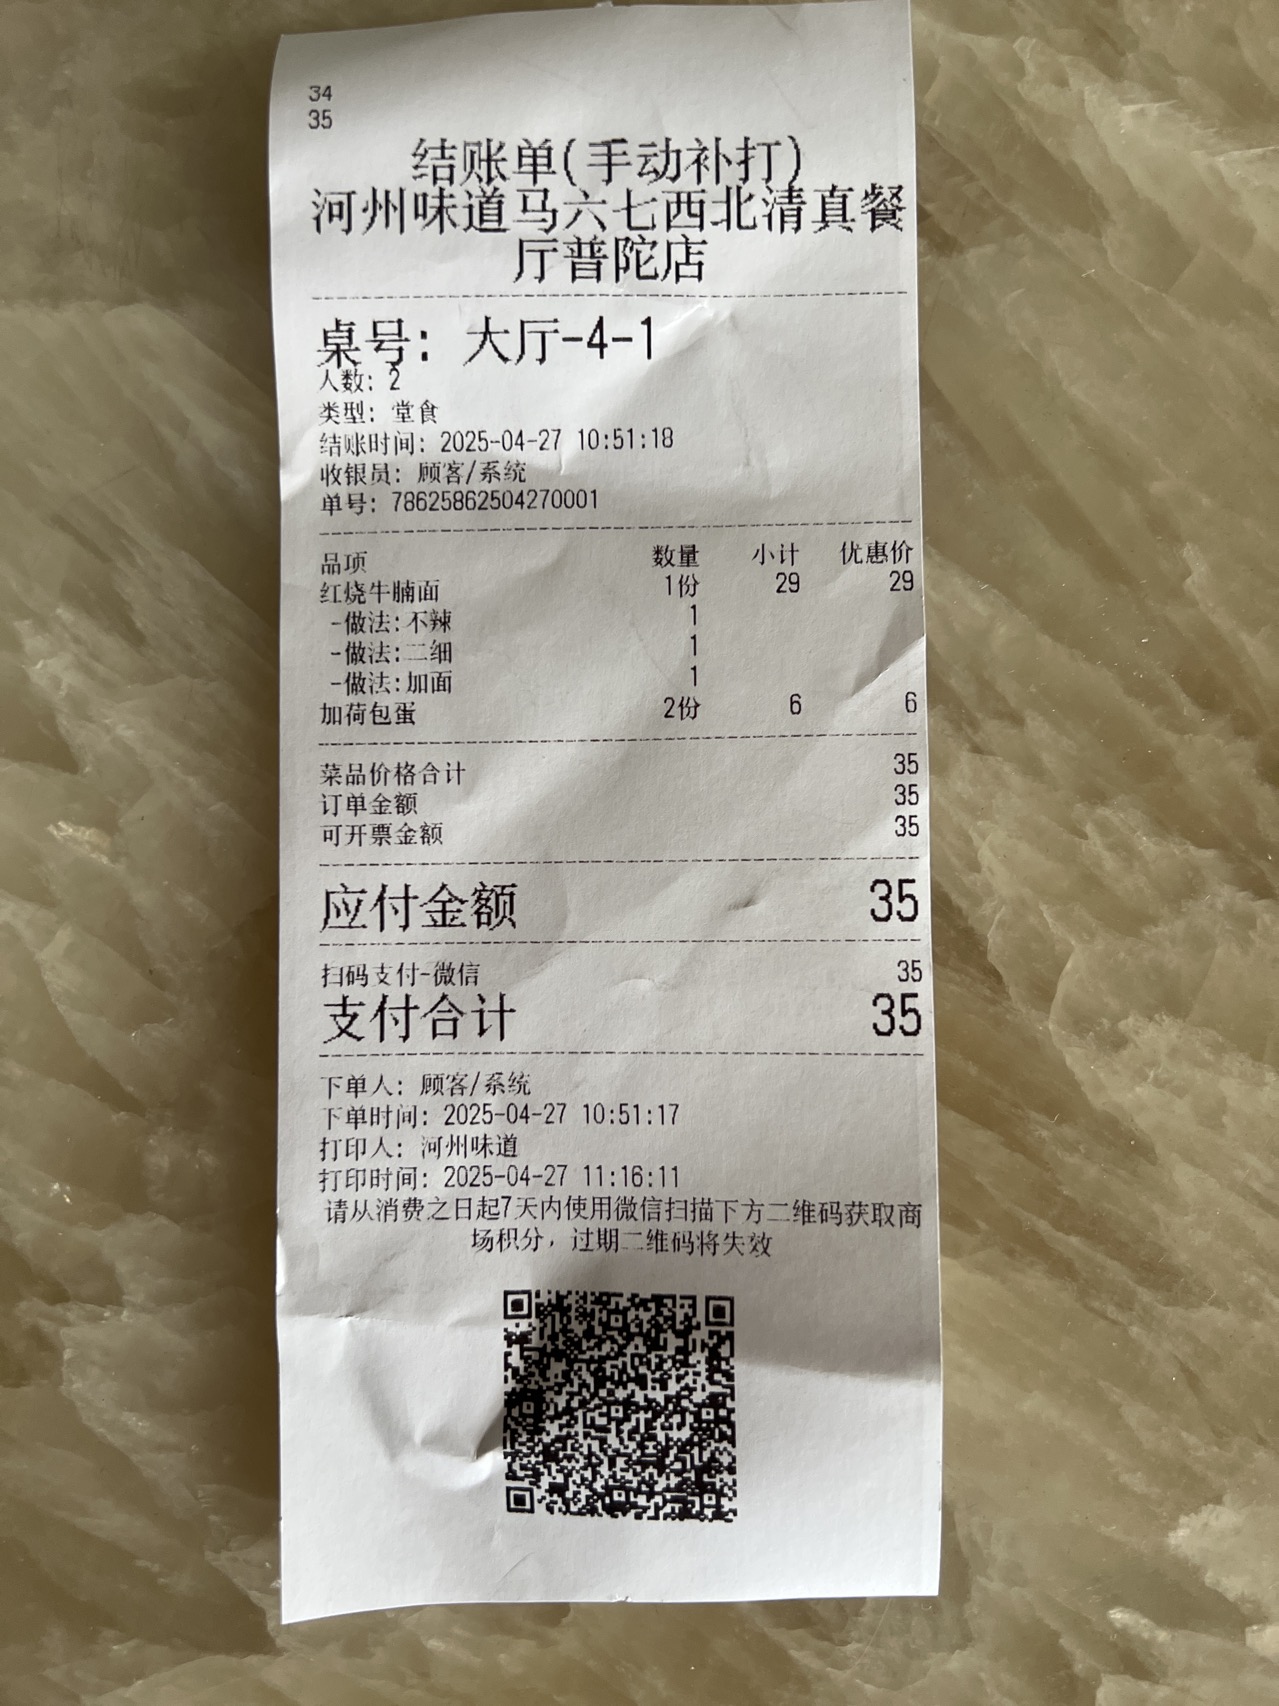 34
35
结账单(手动补打)
河州味道马六七西北清真餐
厅普陀店
桌号: 大厅-4-1
人数: 2
类型: 堂食
结账时间: 2025-04-27 10:51:18
收银员: 顾客/系统
单号: 78625862504270001
品项 数量 小计 优惠价
红烧牛腩面 1份 29 29
-做法:不辣 1
-做法:二细 1
-做法:加面 1
加荷包蛋 2份 6 6
菜品价格合计 35
订单金额 35
可开票金额 35
应付金额 35
扫码支付-微信 35
支付合计 35
下单人: 顾客/系统
下单时间: 2025-04-27 10:51:17
打印人: 河州味道
打印时间: 2025-04-27 11:16:11
请从消费之日起7天内使用微信扫描下方二维码获取商
场积分，过期二维码将失效